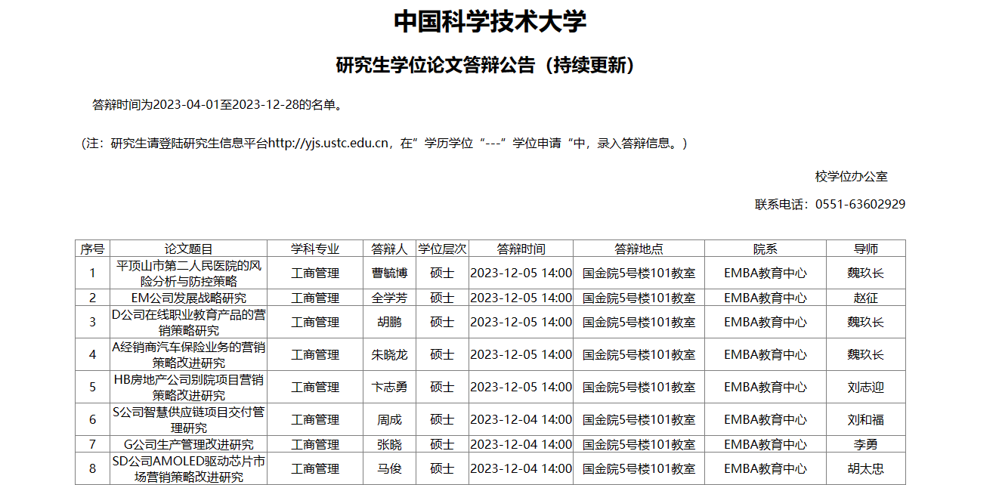 中国科学技术大学
研究生学位论文答辩公告（持续更新）
答辩时间为2023-04-01至2023-12-28的名单。
（注：研究生请登陆研究生信息平台http://yjs.ustc.edu.cn，在”学历学位“---”学位申请“中，录入答辩信息。）
校学位办公室
联系电话：0551-63602929
序号 论文题目 学科专业 答辩人 学位层次 答辩时间 答辩地点 院系 导师
平顶山市第二人民医院的风
1 工商管理 曹毓博 硕士 2023-12-05 14:00 国金院5号楼101教室 EMBA教育中心 魏玖长
险分析与防控策略
2 EM公司发展战略研究 工商管理 全学芳 硕士 2023-12-05 14:00 国金院5号楼101教室 EMBA教育中心 赵征
D公司在线职业教育产品的营
3 工商管理 胡鹏 硕士 2023-12-05 14:00 国金院5号楼101教室 EMBA教育中心 魏玖长
销策略研究
A经销商汽车保险业务的营销
4 工商管理 朱晓龙 硕士 2023-12-05 14:00 国金院5号楼101教室 EMBA教育中心 魏玖长
策略改进研究
HB房地产公司别院项目营销
5 工商管理 卞志勇 硕士 2023-12-05 14:00 国金院5号楼101教室 EMBA教育中心 刘志迎
策略改进研究
S公司智慧供应链项目交付管
6 工商管理 周成 硕士 2023-12-04 14:00 国金院5号楼101教室 EMBA教育中心 刘和福
理研究
7 G公司生产管理改进研究 工商管理 张晓 硕士 2023-12-04 14:00 国金院5号楼101教室 EMBA教育中心 李勇
SD公司AMOLED驱动芯片市
8 工商管理 马俊 硕士 2023-12-04 14:00 国金院5号楼101教室 EMBA教育中心 胡太忠
场营销策略改进研究